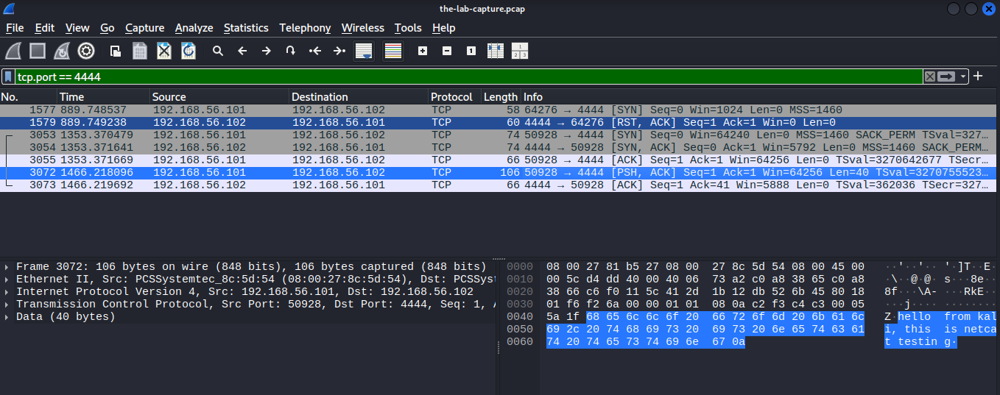 the-lab-capture.pcap
File Edit View Go Capture Analyze Statistics Telephony Wireless Tools Help
tcp.port == 4444
No. Time Source Destination Protocol Length Info
1577 889.748537 192.168.56.101 192.168.56.102 TCP 58 64276 → 4444 [SYN] Seq=0 Win=1024 Len=0 MSS=1460
1579 889.749238 192.168.56.102 192.168.56.101 TCP 60 4444 → 64276 [RST, ACK] Seq=1 Ack=1 Win=0 Len=0
3053 1353.370479 192.168.56.101 192.168.56.102 TCP 74 50928 → 4444 [SYN] Seq=0 Win=64240 Len=0 MSS=1460 SACK_PERM TSval=327…
3054 1353.371641 192.168.56.102 192.168.56.101 TCP 74 4444 → 50928 [SYN, ACK] Seq=0 Ack=1 Win=5792 Len=0 MSS=1460 SACK_PERM…
3055 1353.371669 192.168.56.101 192.168.56.102 TCP 66 50928 → 4444 [ACK] Seq=1 Ack=1 Win=64256 Len=0 TSval=3270642677 TSecr…
3072 1466.218096 192.168.56.101 192.168.56.102 TCP 106 50928 → 4444 [PSH, ACK] Seq=1 Ack=1 Win=64256 Len=40 TSval=3270755523…
3073 1466.219692 192.168.56.102 192.168.56.101 TCP 66 4444 → 50928 [ACK] Seq=1 Ack=41 Win=5888 Len=0 TSval=362036 TSecr=327…
Frame 3072: 106 bytes on wire (848 bits), 106 bytes captured (848 bits)
Ethernet II, Src: PCSSystemtec_8c:5d:54 (08:00:27:8c:5d:54), Dst: PCSSys
Internet Protocol Version 4, Src: 192.168.56.101, Dst: 192.168.56.102
Transmission Control Protocol, Src Port: 50928, Dst Port: 4444, Seq: 1, A
Data (40 bytes)
0000 08 00 27 81 b5 27 08 00 27 8c 5d 54 08 00 45 00 ··'··'·· '·]T··E·
0010 00 5c d4 dd 40 00 40 06 73 a2 c0 a8 38 65 c0 a8 ·\··@·@· s···8e··
0020 38 66 c6 f0 11 5c 41 2d 1b 12 db 52 6b 45 80 18 8f···\A- ···RkE··
0030 01 f6 f2 6a 00 00 01 01 08 0a c2 f3 c4 c3 00 05 ···j···· ········
0040 5a 1f 68 65 6c 6c 6f 20 66 72 6f 6d 20 6b 61 6c Z·hello from kal
0050 69 2c 20 74 68 69 73 20 69 73 20 6e 65 74 63 61 i, this is netca
0060 74 20 74 65 73 74 69 6e 67 0a t testin g·